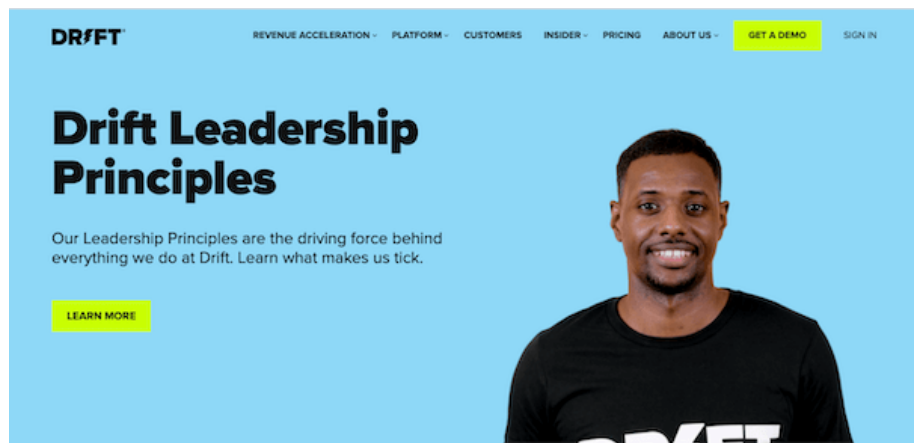 DRIFT
REVENUE ACCELERATION PLATFORM CUSTOMERS INSIDER PRICING ABOUT US GET A DEMO SIGN IN
Drift Leadership
Principles
Our Leadership Principles are the driving force behind
everything we do at Drift. Learn what makes us tick.
LEARN MORE
DRIFT